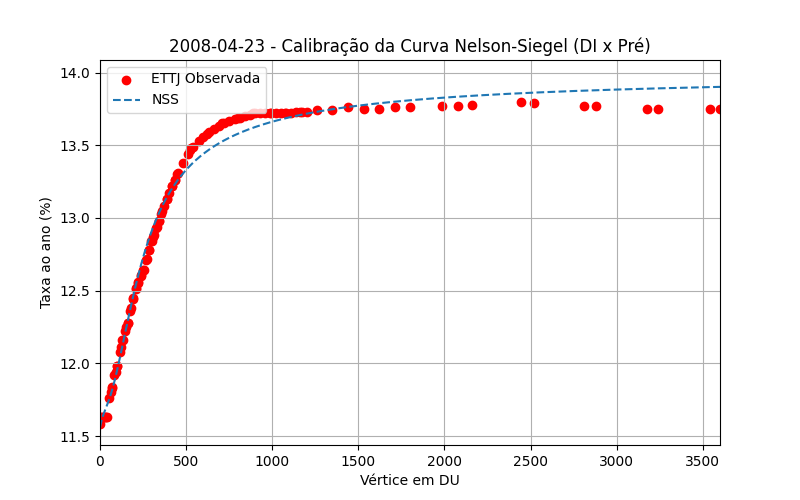 2008-04-23 - Calibração da Curva Nelson-Siegel (DI x Pré)
ETTJ Observada
NSS
Taxa ao ano (%)
14.0
13.5
13.0
12.5
12.0
11.5
0 500 1000 1500 2000 2500 3000 3500
Vértice em DU